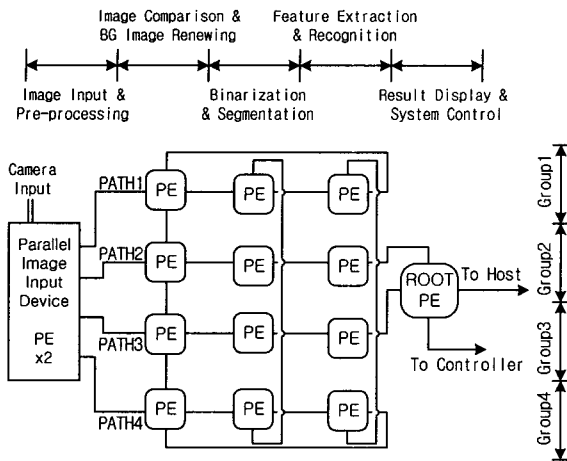 Image Comparison &
BG Image Renewing
Feature Extraction
& Recognition
Image Input &
Pre-processing
Binarization
& Segmentation
Result Display &
System Control
Camera
Input
Parallel
Image
Input
Device
PE
x2
PATH1
PE
PE
PE
PATH2
PE
PE
PE
PATH3
PE
PE
PE
PATH4
PE
PE
PE
ROOT
PE
To Host
To Controller
Group1
Group2
Group3
Group4